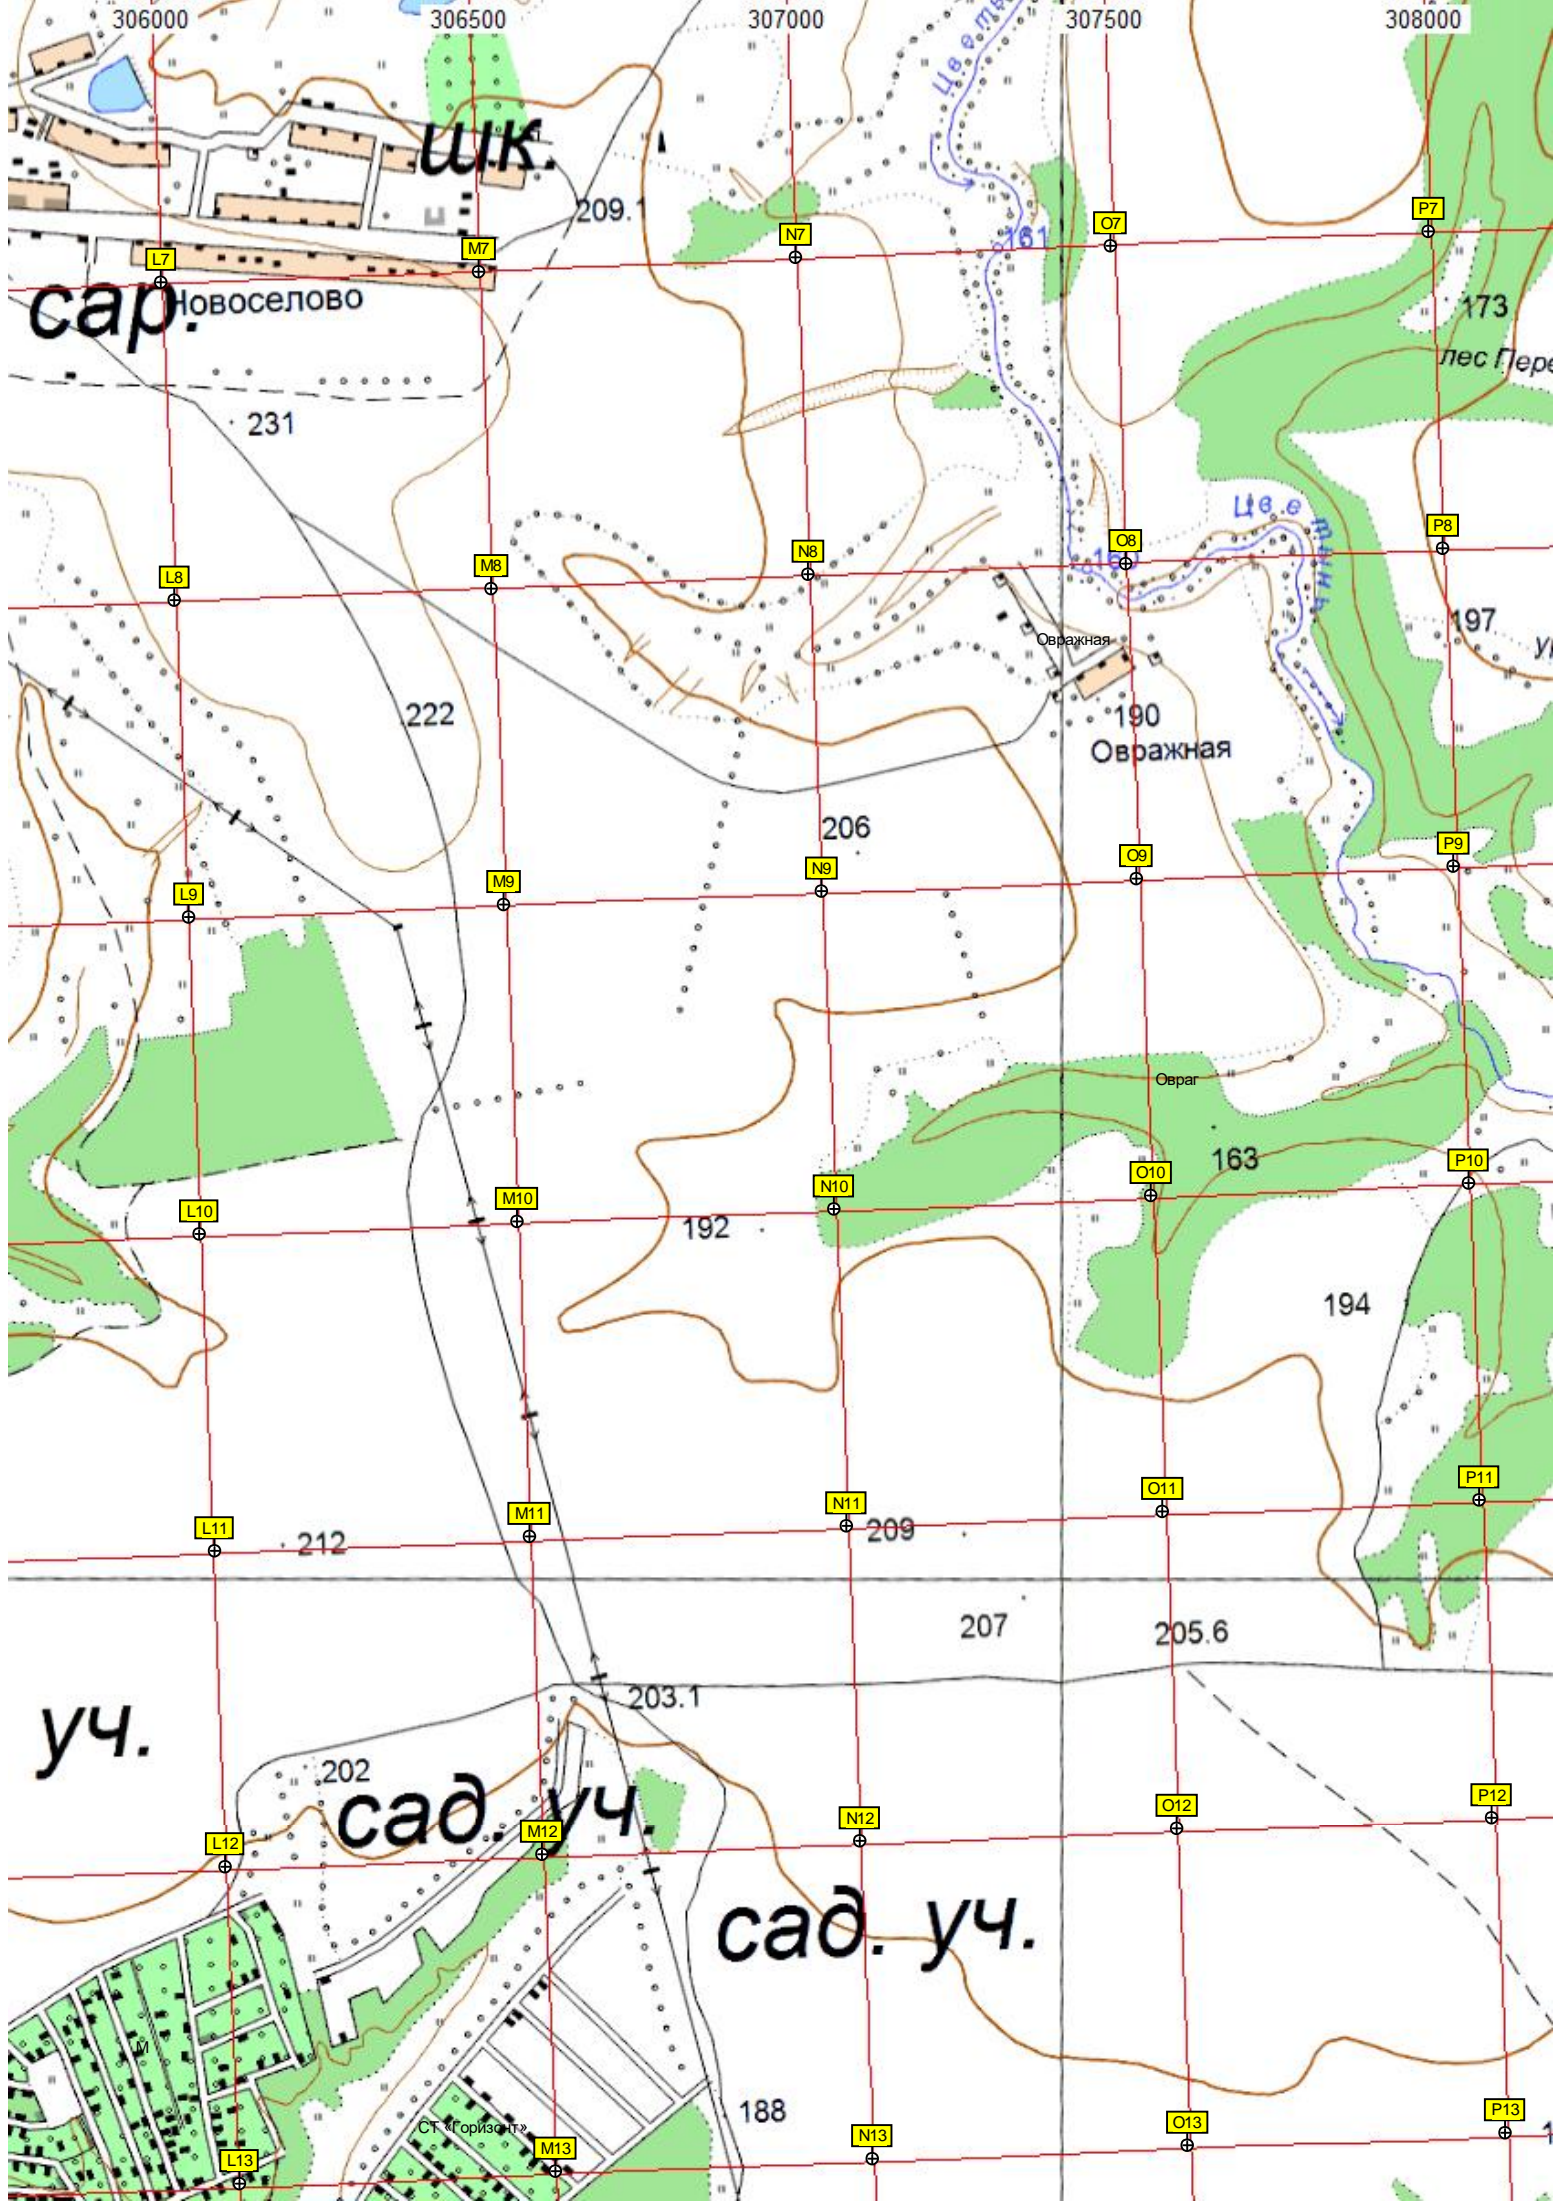 306000 306500 307000 307500 308000
Цветынь
шк.
209.1
161
L7 M7 N7 O7 P7
сар.
Новоселово
173
лес Пере
231
Цветынь
L8 M8 N8 O8 P8
197
Овражная
222
190
Овражная
206
L9 M9 N9 O9 P9
Овраг
163
L10 M10 N10 O10 P10
192
194
L11 M11 N11 O11 P11
212
209
207
205.6
203.1
уч.
202
сад. уч.
L12 M12 N12 O12 P12
сад. уч.
М
188
СТ «Горизонт»
L13 M13 N13 O13 P13